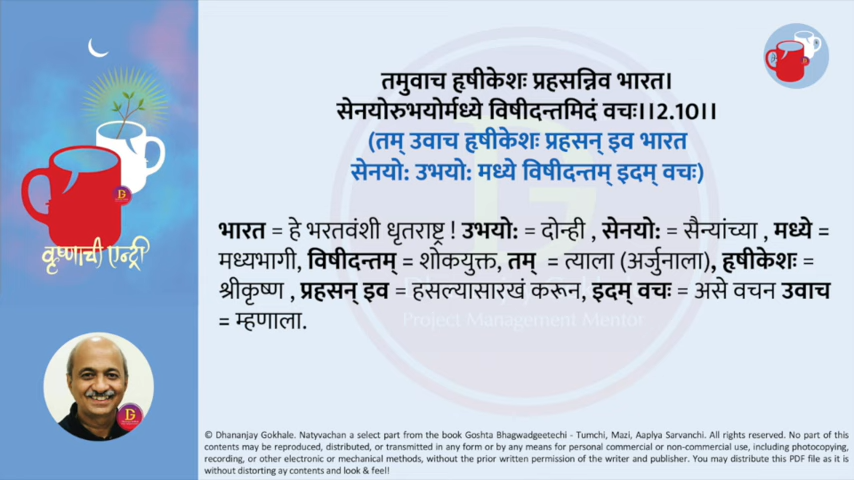 तमुवाच हृषीकेशः प्रहसन्निव भारत।
सेनयोरुभयोर्मध्ये विषीदन्तमिदं वचः।।2.10।।
(तम् उवाच हृषीकेशः प्रहसन् इव भारत
सेनयो: उभयो: मध्ये विषीदन्तम् इदम् वचः)
भारत = हे भरतवंशी धृतराष्ट्र ! उभयो: = दोन्ही , सेनयो: = सैन्यांच्या , मध्ये =
मध्यभागी, विषीदन्तम् = शोकयुक्त, तम् = त्याला (अर्जुनाला), हृषीकेशः =
श्रीकृष्ण , प्रहसन् इव = हसल्यासारखं करून, इदम् वचः = असे वचन उवाच
= म्हणाला.
Project Management Mentor
कृष्णाची एन्ट्री
© Dhananjay Gokhale. Natyvachan a select part from the book Goshta Bhagwadgeetechi - Tumchi, Mazi, Aaplya Sarvanchi. All rights reserved. No part of this
contents may be reproduced, distributed, or transmitted in any form or by any means for personal commercial or non-commercial use, including photocopying,
recording, or other electronic or mechanical methods, without the prior written permission of the writer and publisher. You may distribute this PDF file as it is
without distorting ay contents and look & feel!